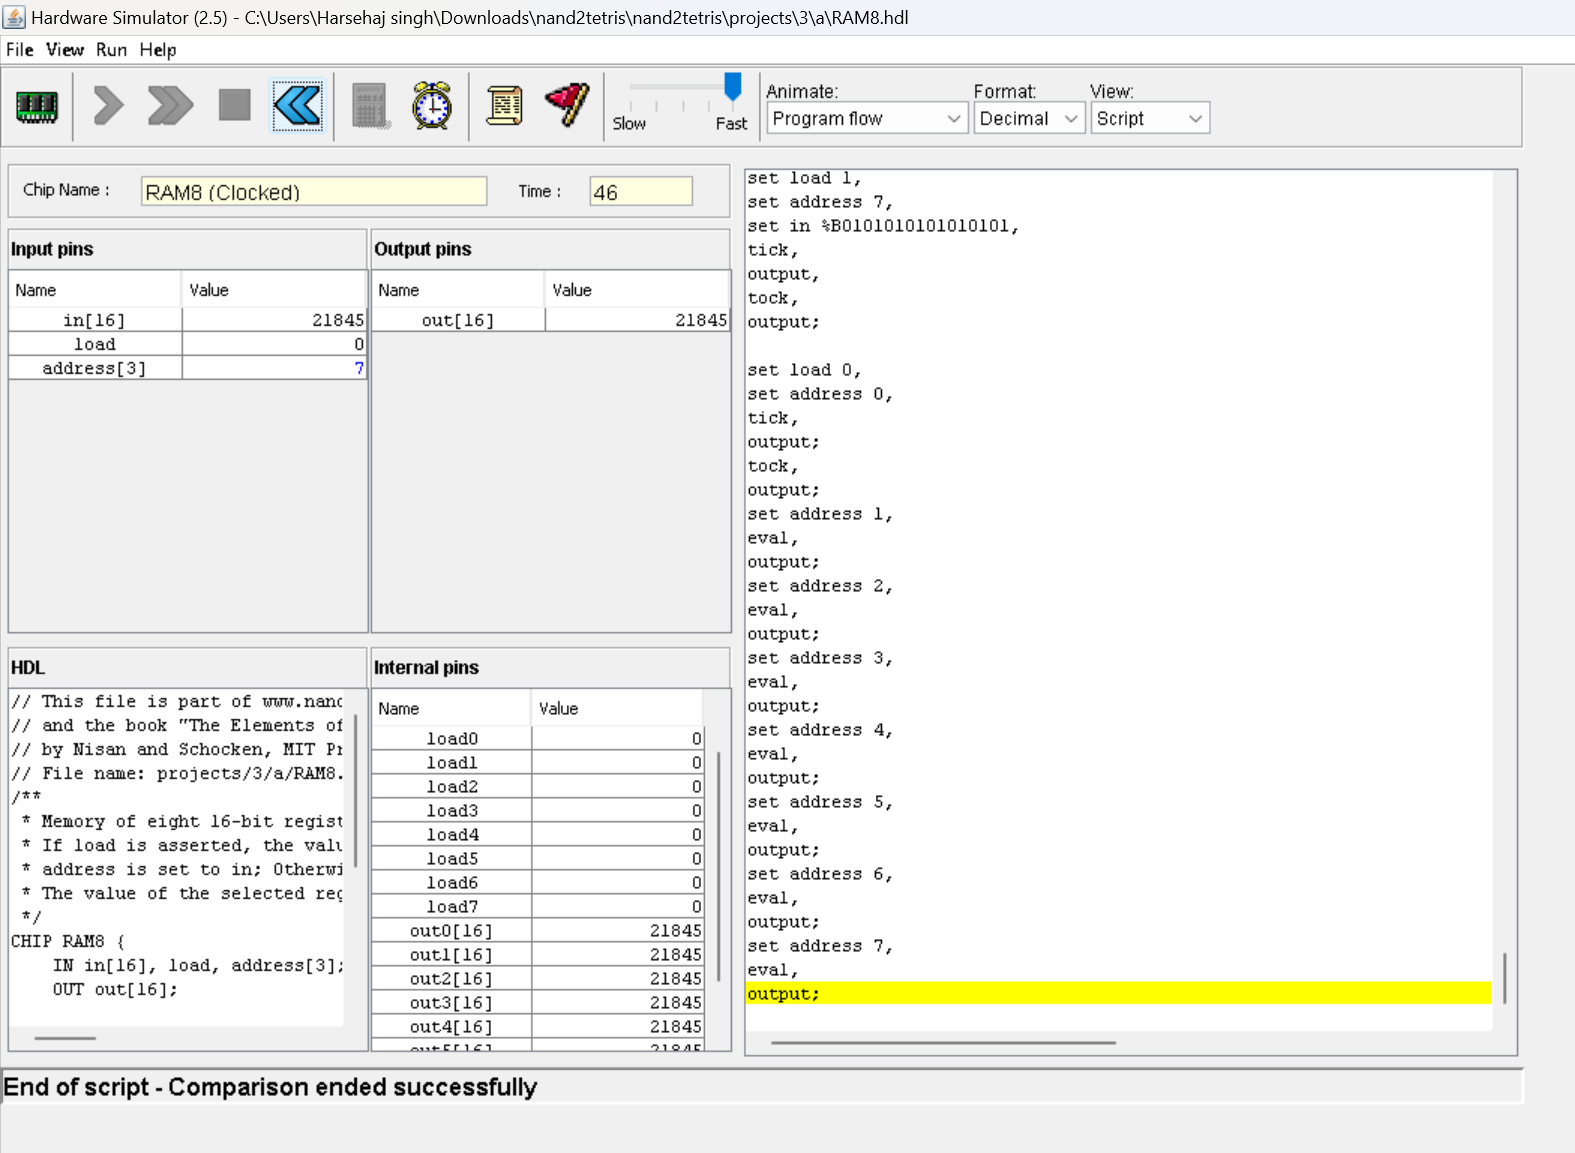 Hardware Simulator (2.5) - C:\Users\Harsehaj singh\Downloads\nand2tetris\nand2tetris\projects\3\a\RAM8.hdl
File View Run Help
Slow Fast
Animate: Format: View:
Program flow Decimal Script
Chip Name : RAM8 (Clocked) Time : 46
Input pins
Name Value
in[16] 21845
load 0
address[3] 7
Output pins
Name Value
out[16] 21845
HDL
// This file is part of www.nand
// and the book "The Elements of
// by Nisan and Schocken, MIT Pr
// File name: projects/3/a/RAM8.
/**
* Memory of eight 16-bit regist
* If load is asserted, the valu
* address is set to in; Otherwi
* The value of the selected reg
*/
CHIP RAM8 {
IN in[16], load, address[3];
OUT out[16];
Internal pins
Name Value
load0 0
load1 0
load2 0
load3 0
load4 0
load5 0
load6 0
load7 0
out0[16] 21845
out1[16] 21845
out2[16] 21845
out3[16] 21845
out4[16] 21845
out5[16] 21845
set load 1,
set address 7,
set in %B0101010101010101,
tick,
output,
tock,
output;
set load 0,
set address 0,
tick,
output;
tock,
output;
set address 1,
eval,
output;
set address 2,
eval,
output;
set address 3,
eval,
output;
set address 4,
eval,
output;
set address 5,
eval,
output;
set address 6,
eval,
output;
set address 7,
eval,
output;
End of script - Comparison ended successfully